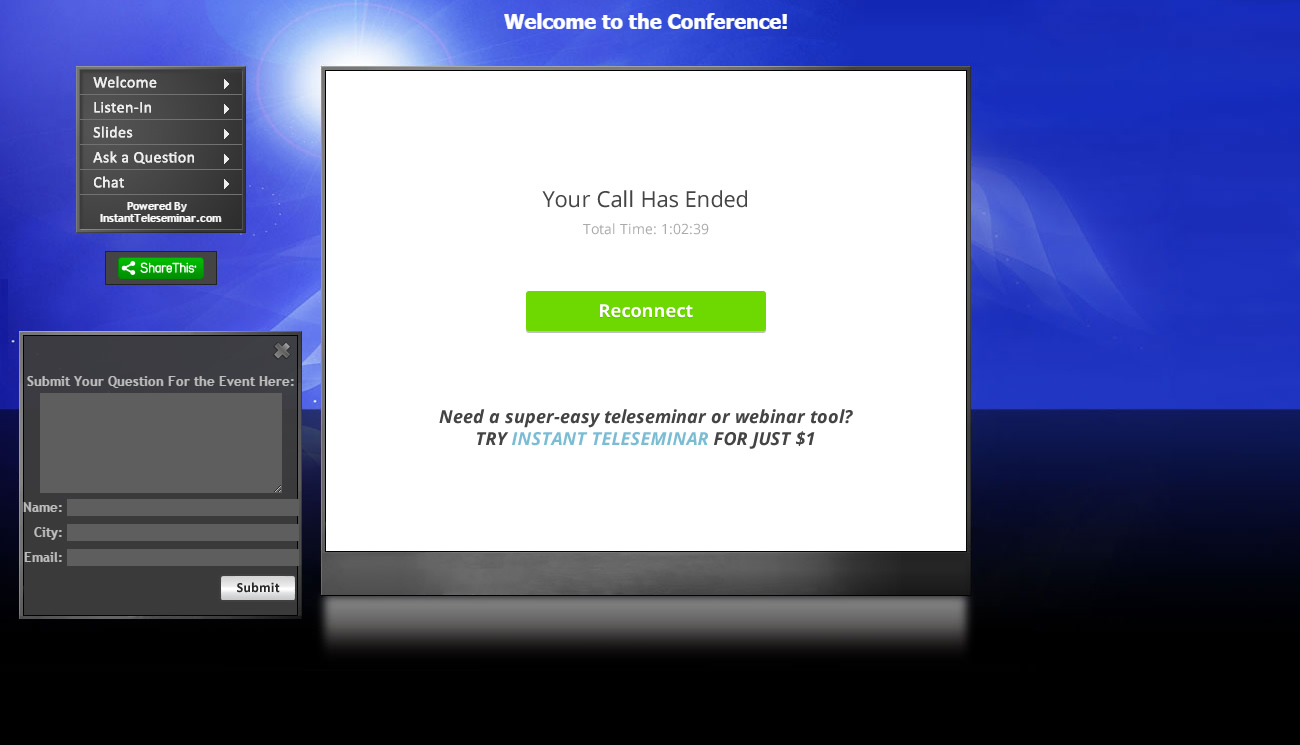 Welcome to the Conference!
Welcome
Listen-In
Slides
Ask a Question
Chat
Powered By
InstantTeleseminar.com
ShareThis
Submit Your Question For the Event Here:
Name:
City:
Email:
Submit
Your Call Has Ended
Total Time: 1:02:39
Reconnect
Need a super-easy teleseminar or webinar tool?
TRY INSTANT TELESEMINAR FOR JUST $1